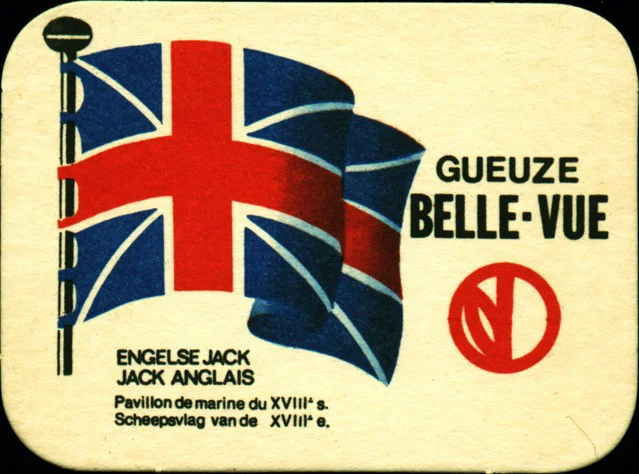 GUEUZE
BELLE-VUE
ENGELSE JACK
JACK ANGLAIS
Pavillon de marine du XVIIIᵉ s.
Scheepsvlag van de XVIIIᵉ e.